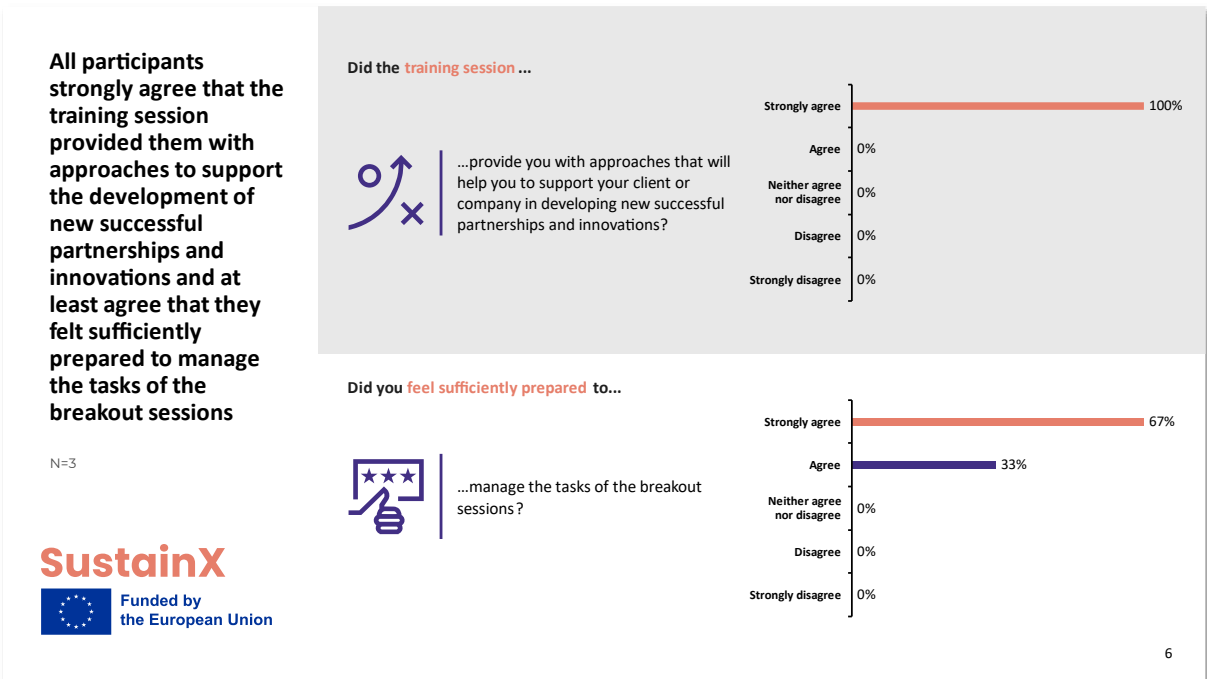 All participants
strongly agree that the
training session
provided them with
approaches to support
the development of
new successful
partnerships and
innovations and at
least agree that they
felt sufficiently
prepared to manage
the tasks of the
breakout sessions
N=3
SustainX
Funded by
the European Union
Did the training session ...
...provide you with approaches that will
help you to support your client or
company in developing new successful
partnerships and innovations?
Strongly agree 100%
Agree 0%
Neither agree
nor disagree 0%
Disagree 0%
Strongly disagree 0%
Did you feel sufficiently prepared to...
...manage the tasks of the breakout
sessions?
Strongly agree 67%
Agree 33%
Neither agree
nor disagree 0%
Disagree 0%
Strongly disagree 0%
6